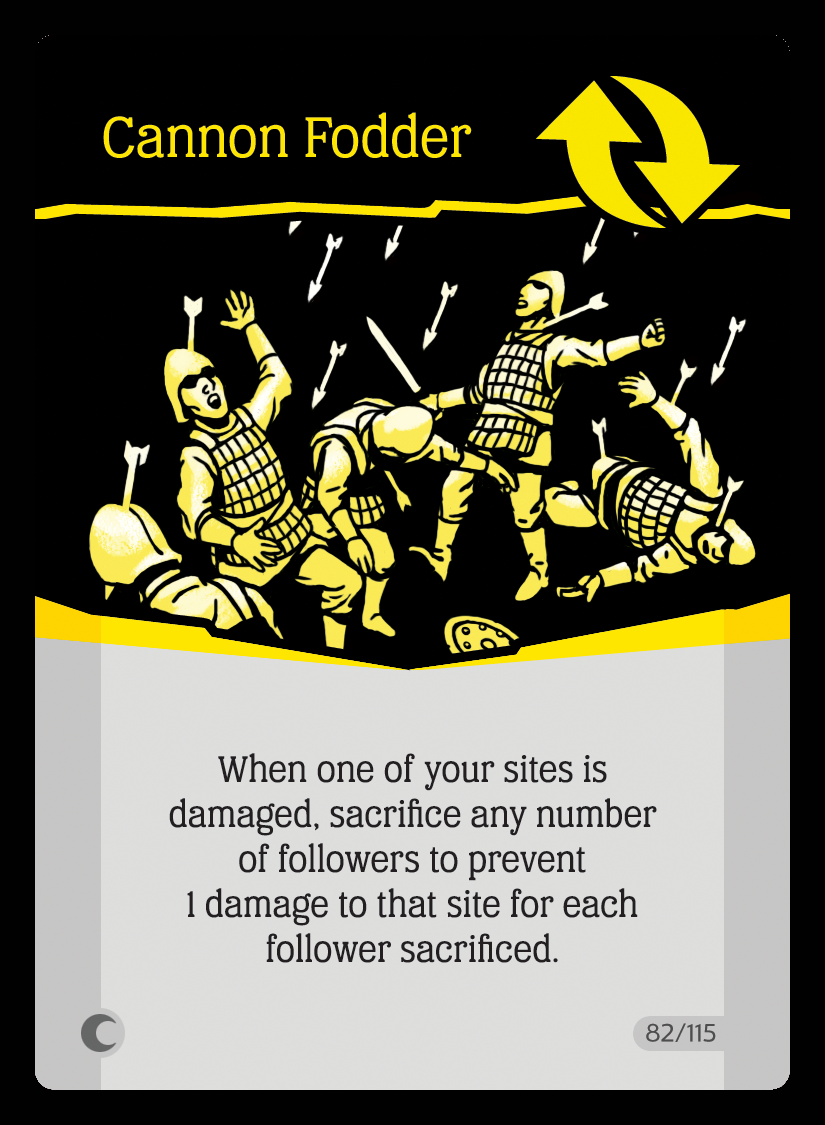 Cannon Fodder
When one of your sites is
damaged, sacrifice any number
of followers to prevent
1 damage to that site for each
follower sacrificed.
82/115